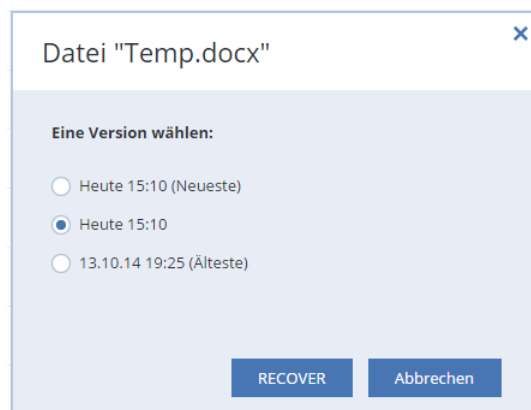 Datei "Temp.docx"
Eine Version wählen:
Heute 15:10 (Neueste)
Heute 15:10
13.10.14 19:25 (Älteste)
RECOVER Abbrechen